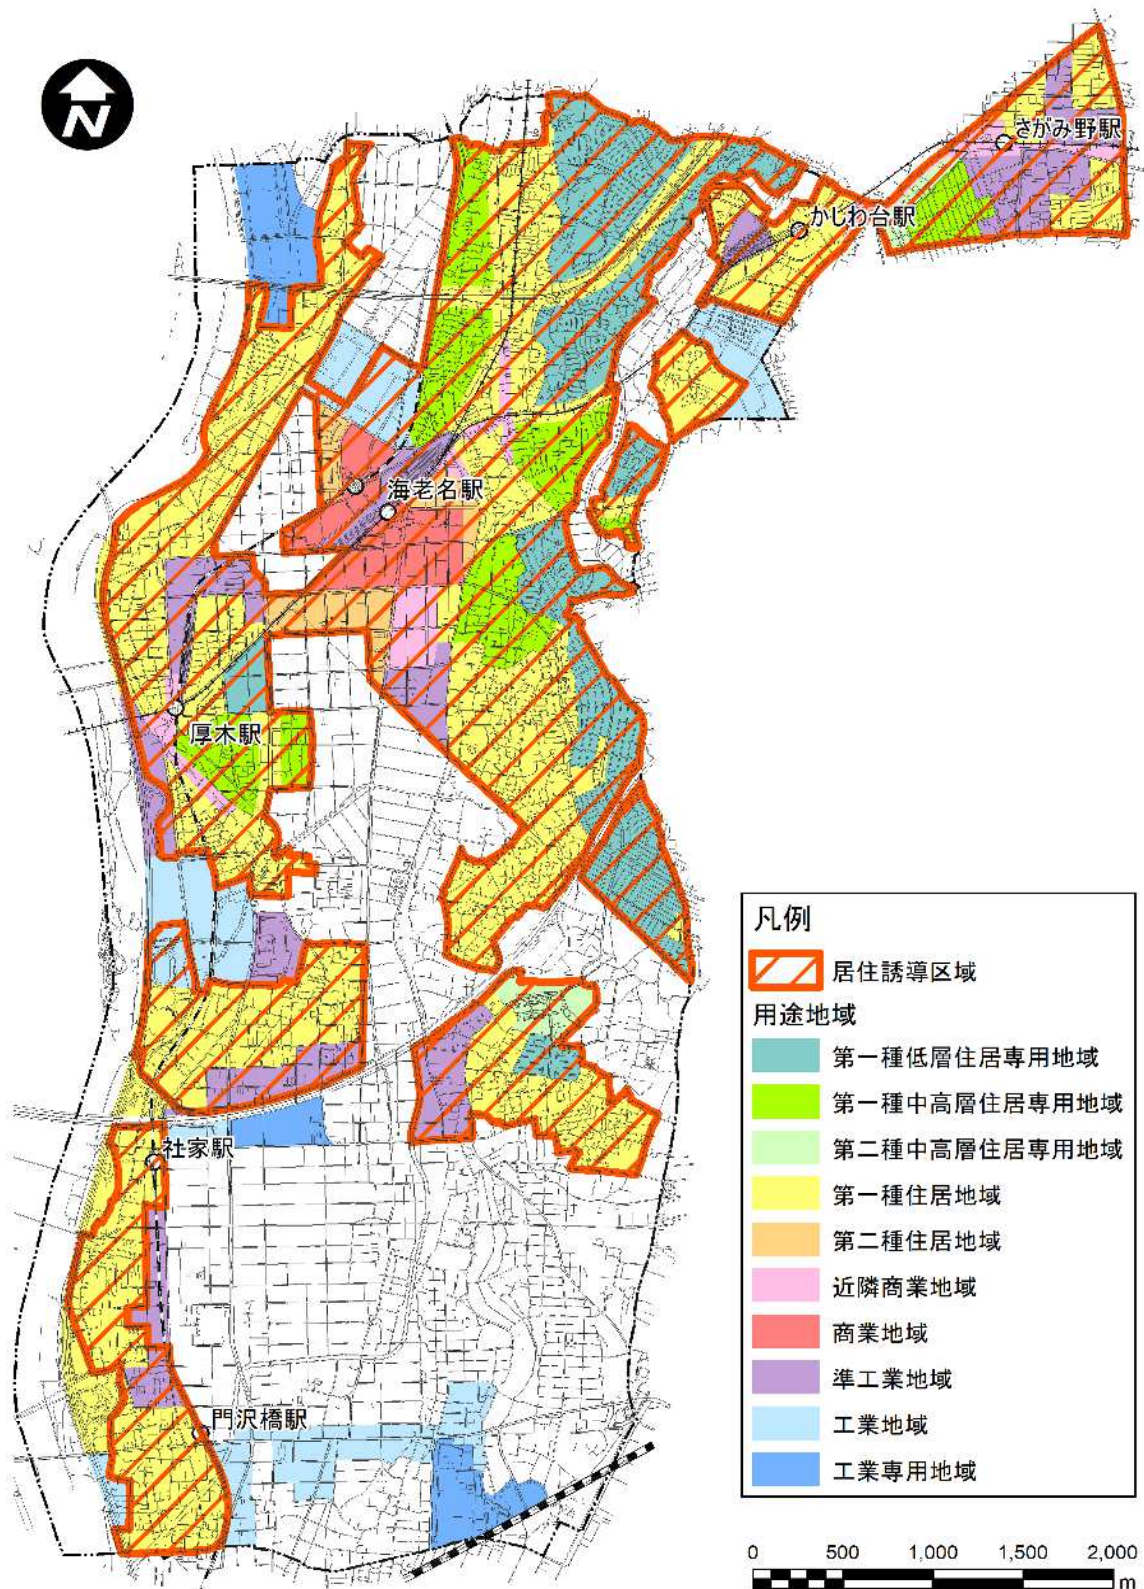 N
さがみ野駅
かしわ台駅
海老名駅
厚木駅
社家駅
門沢橋駅
凡例
居住誘導区域
用途地域
第一種低層住居専用地域
第一種中高層住居専用地域
第二種中高層住居専用地域
第一種住居地域
第二種住居地域
近隣商業地域
商業地域
準工業地域
工業地域
工業専用地域
0 500 1,000 1,500 2,000
m